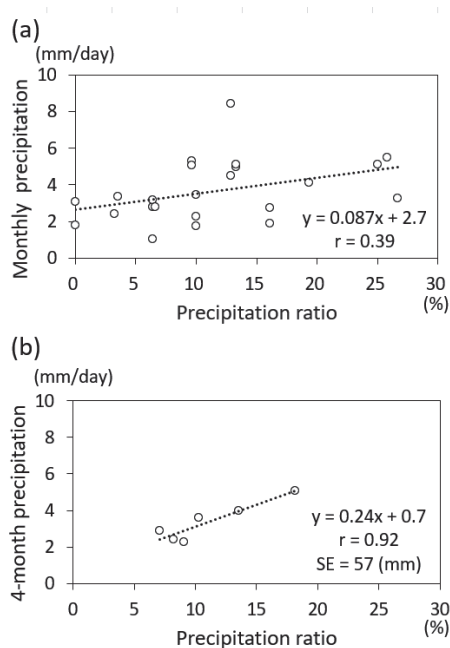 (a)
(mm/day)
Monthly precipitation
10
8
6
4
2
0
y = 0.087x + 2.7
r = 0.39
0 5 10 15 20 25 30
Precipitation ratio (%)
(b)
(mm/day)
4-month precipitation
10
8
6
4
2
0
y = 0.24x + 0.7
r = 0.92
SE = 57 (mm)
0 5 10 15 20 25 30
Precipitation ratio (%)